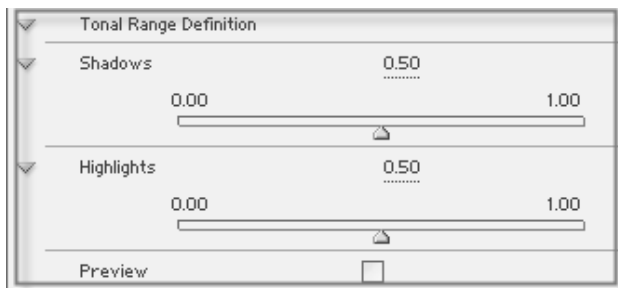 Tonal Range Definition
Shadows 0.50
0.00 1.00
Highlights 0.50
0.00 1.00
Preview